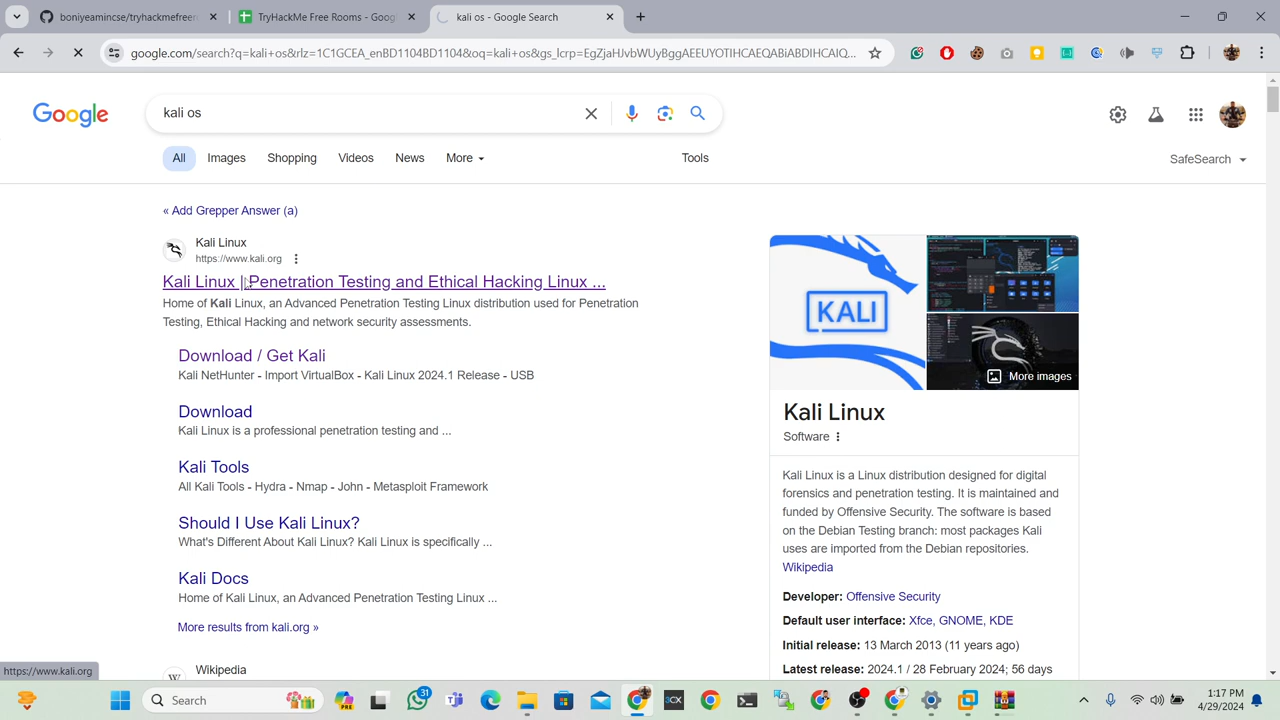 boniyeamincse/tryhackmefree
TryHAckMe Free Rooms - Goog
kali os - Google Search
google.com/search?q=kali+os&rlz=1C1GCEA_enBD1104BD1104&oq=kali+os&gs_lcrp=EgZjaHJvbWUyBggAEEUYOTIHCAEQABiABDIHCAIQ...
Google
kali os
All
Images
Shopping
Videos
News
More
Tools
SafeSearch
« Add Grepper Answer (a)
Kali Linux
https://www.kali.org
Kali Linux | Penetration Testing and Ethical Hacking Linux ...
Home of Kali Linux, an Advanced Penetration Testing Linux distribution used for Penetration
Testing, Ethical Hacking and network security assessments.
Download / Get Kali
Kali NetHunter - Import VirtualBox - Kali Linux 2024.1 Release - USB
Download
Kali Linux is a professional penetration testing and ...
Kali Tools
All Kali Tools - Hydra - Nmap - John - Metasploit Framework
Should I Use Kali Linux?
What's Different About Kali Linux? Kali Linux is specifically ...
Kali Docs
Home of Kali Linux, an Advanced Penetration Testing Linux ...
More results from kali.org »
Wikipedia
KALI
More images
Kali Linux
Software
Kali Linux is a Linux distribution designed for digital
forensics and penetration testing. It is maintained and
funded by Offensive Security. The software is based
on the Debian Testing branch: most packages Kali
uses are imported from the Debian repositories.
Wikipedia
Developer: Offensive Security
Default user interface: Xfce, GNOME, KDE
Initial release: 13 March 2013 (11 years ago)
Latest release: 2024.1 / 28 February 2024; 56 days
https://www.kali.org
Search
31
3CX
1:17 PM
4/29/2024